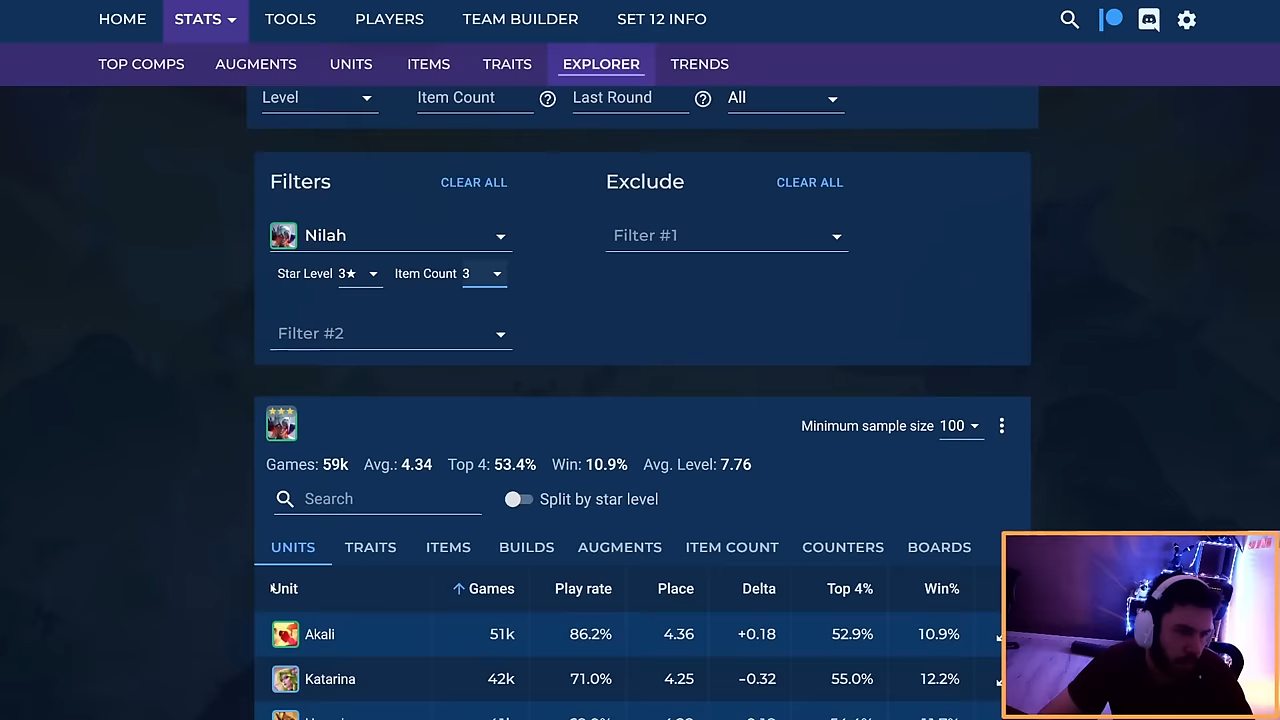 HOME STATS TOOLS PLAYERS TEAM BUILDER SET 12 INFO
TOP COMPS AUGMENTS UNITS ITEMS TRAITS EXPLORER TRENDS
Level Item Count Last Round All
Filters CLEAR ALL Exclude CLEAR ALL
Nilah Filter #1
Star Level 3★ Item Count 3
Filter #2
Minimum sample size 100
Games: 59k Avg.: 4.34 Top 4: 53.4% Win: 10.9% Avg. Level: 7.76
Search Split by star level
UNITS TRAITS ITEMS BUILDS AUGMENTS ITEM COUNT COUNTERS BOARDS
Unit Games Play rate Place Delta Top 4% Win%
Akali 51k 86.2% 4.36 +0.18 52.9% 10.9%
Katarina 42k 71.0% 4.25 -0.32 55.0% 12.2%